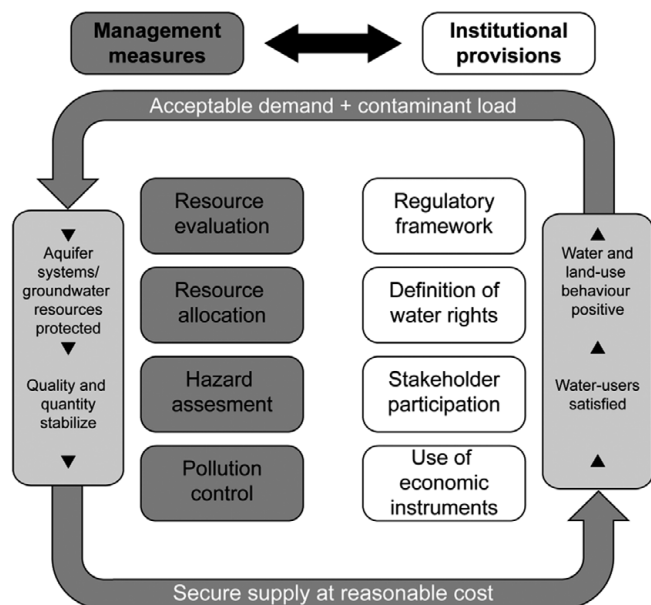 Management
measures
Institutional
provisions
Acceptable demand + contaminant load
Resource
evaluation
Regulatory
framework
Aquifer
systems/
groundwater
resources
protected
Water and
land-use
behaviour
positive
Resource
allocation
Definition of
water rights
Quality and
quantity
stabilize
Hazard
assesment
Stakeholder
participation
Water-users
satisfied
Pollution
control
Use of
economic
instruments
Secure supply at reasonable cost